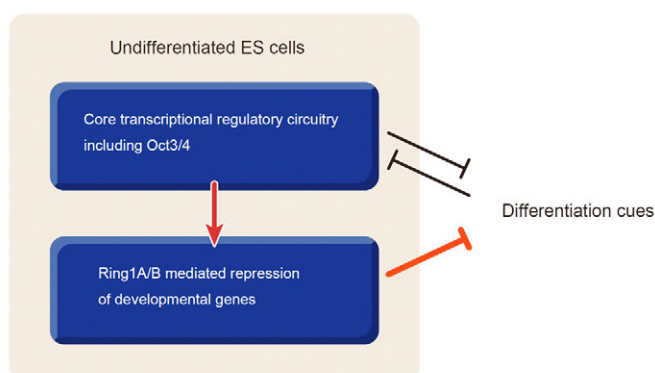 Undifferentiated ES cells
Core transcriptional regulatory circuitry
including Oct3/4
Differentiation cues
Ring1A/B mediated repression
of developmental genes